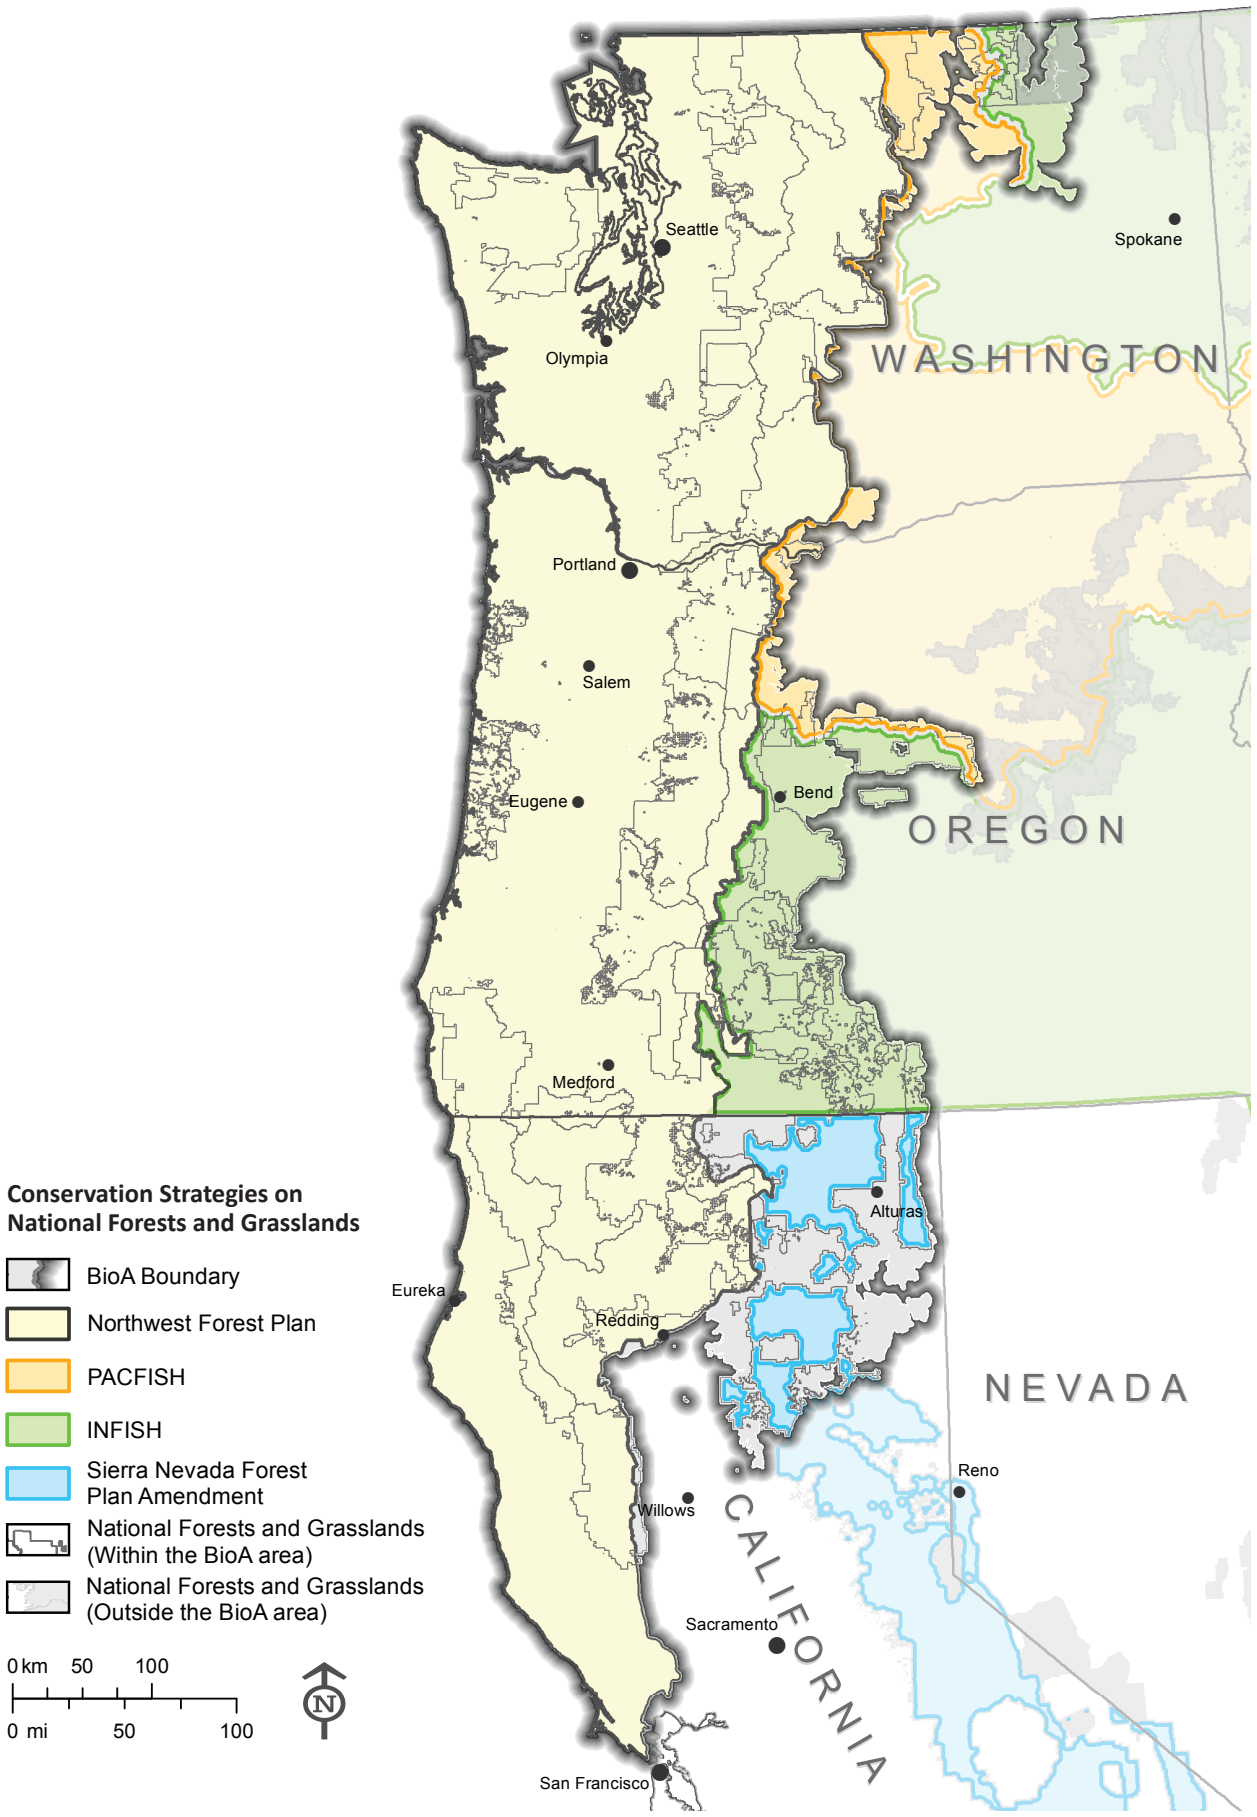 Seattle
Spokane
Olympia
WASHINGTON
Portland
Salem
Bend
Eugene
OREGON
Medford
Conservation Strategies on
National Forests and Grasslands
BioA Boundary
Northwest Forest Plan
PACFISH
INFISH
Sierra Nevada Forest
Plan Amendment
National Forests and Grasslands
(Within the BioA area)
National Forests and Grasslands
(Outside the BioA area)
0 km 50 100
0 mi 50 100
N
Alturas
Eureka
Redding
NEVADA
Reno
Willows
CALIFORNIA
Sacramento
San Francisco